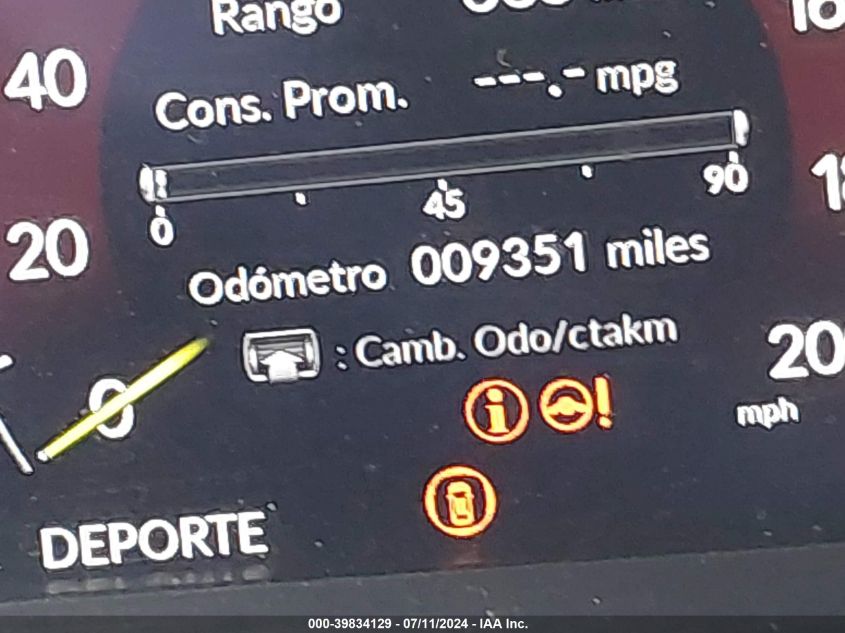 Rango
40
Cons. Prom. ---.- mpg
0 45 90
20
Odómetro 009351 miles
: Camb. Odo/ctakm
0
i !
mph
DEPORTE
000-39834129 - 07/11/2024 - IAA Inc.